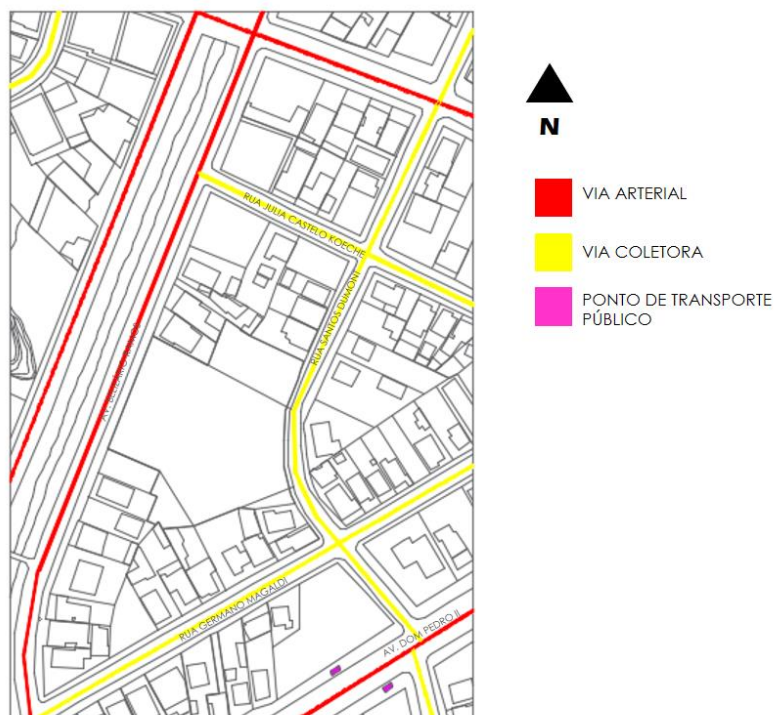 N
VIA ARTERIAL
VIA COLETORA
PONTO DE TRANSPORTE
PÚBLICO
RUA JULIA CASTELO KOECHE
RUA SANTOS DUMONT
AV.
RUA GERMANO MAGALDI
AV. DOM PEDRO II